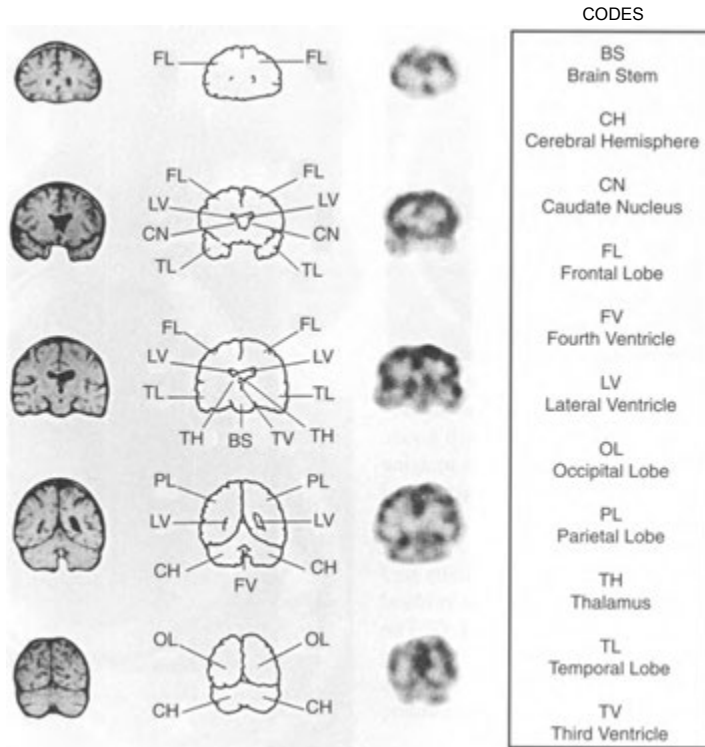 CODES
FL FL
FL FL
LV LV
CN CN
TL TL
FL FL
LV LV
TL TL
TH BS TV TH
PL PL
LV LV
CH CH
FV
OL OL
CH CH
BS
Brain Stem
CH
Cerebral Hemisphere
CN
Caudate Nucleus
FL
Frontal Lobe
FV
Fourth Ventricle
LV
Lateral Ventricle
OL
Occipital Lobe
PL
Parietal Lobe
TH
Thalamus
TL
Temporal Lobe
TV
Third Ventricle